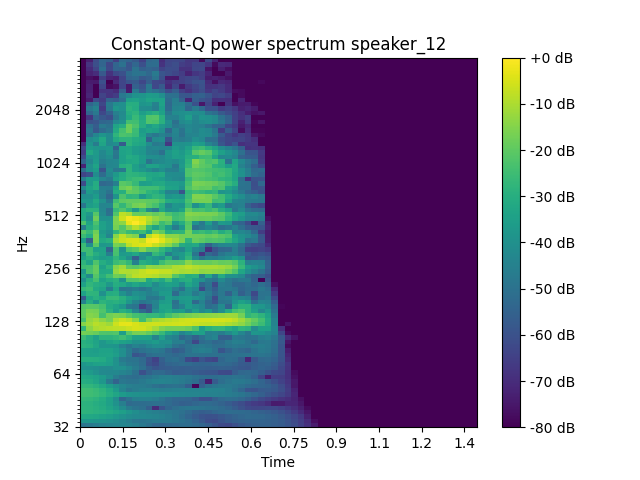 Constant-Q power spectrum speaker_12
Hz
2048
1024
512
256
128
64
32
0 0.15 0.3 0.45 0.6 0.75 0.9 1.1 1.2 1.4
Time
+0 dB
-10 dB
-20 dB
-30 dB
-40 dB
-50 dB
-60 dB
-70 dB
-80 dB